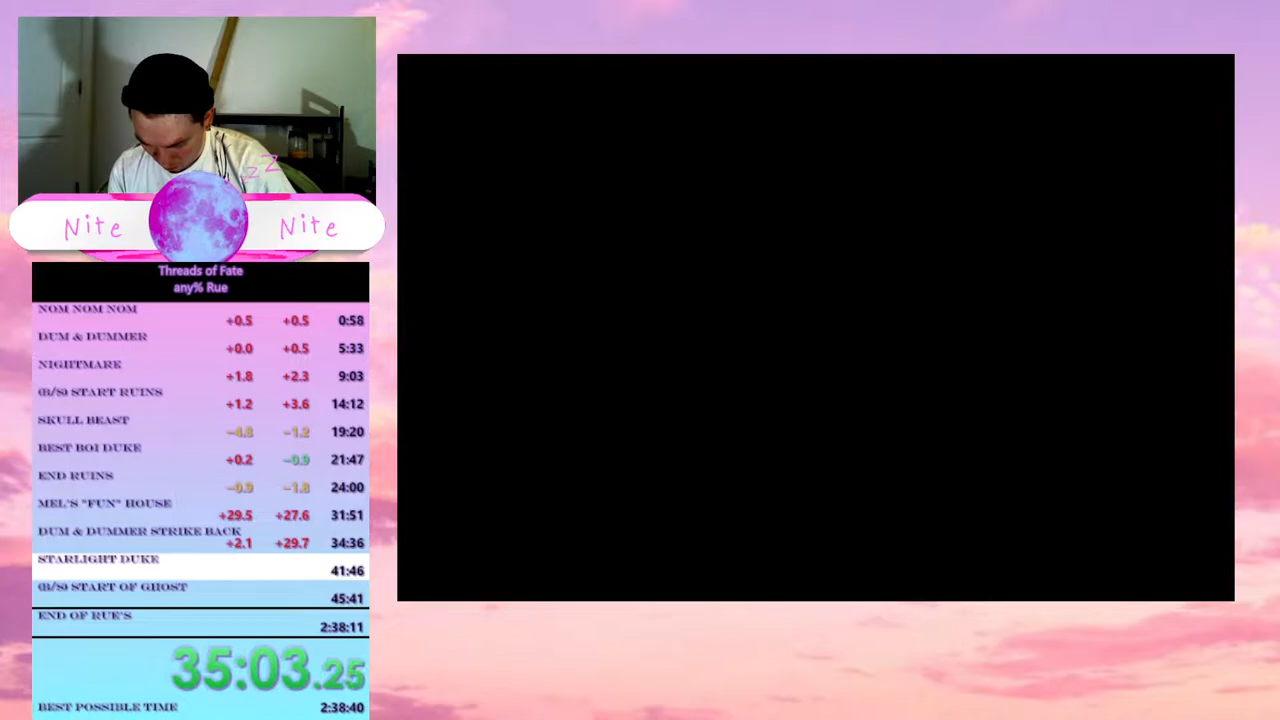 zZ
Nite Nite
Threads of Fate
any% Rue
NOM NOM NOM
+0.5 +0.5 0:58
DUM & DUMMER
+0.0 +0.5 5:33
NIGHTMARE
+1.8 +2.3 9:03
(B/S) START RUINS
+1.2 +3.6 14:12
SKULL BEAST
−4.8 −1.2 19:20
BEST BOI DUKE
+0.2 −0.9 21:47
END RUINS
−0.9 −1.8 24:00
MEL'S "FUN" HOUSE
+29.5 +27.6 31:51
DUM & DUMMER STRIKE BACK
+2.1 +29.7 34:36
STARLIGHT DUKE
41:46
(B/S) START OF GHOST
45:41
END OF RUE'S
2:38:11
35:03.25
BEST POSSIBLE TIME 2:38:40